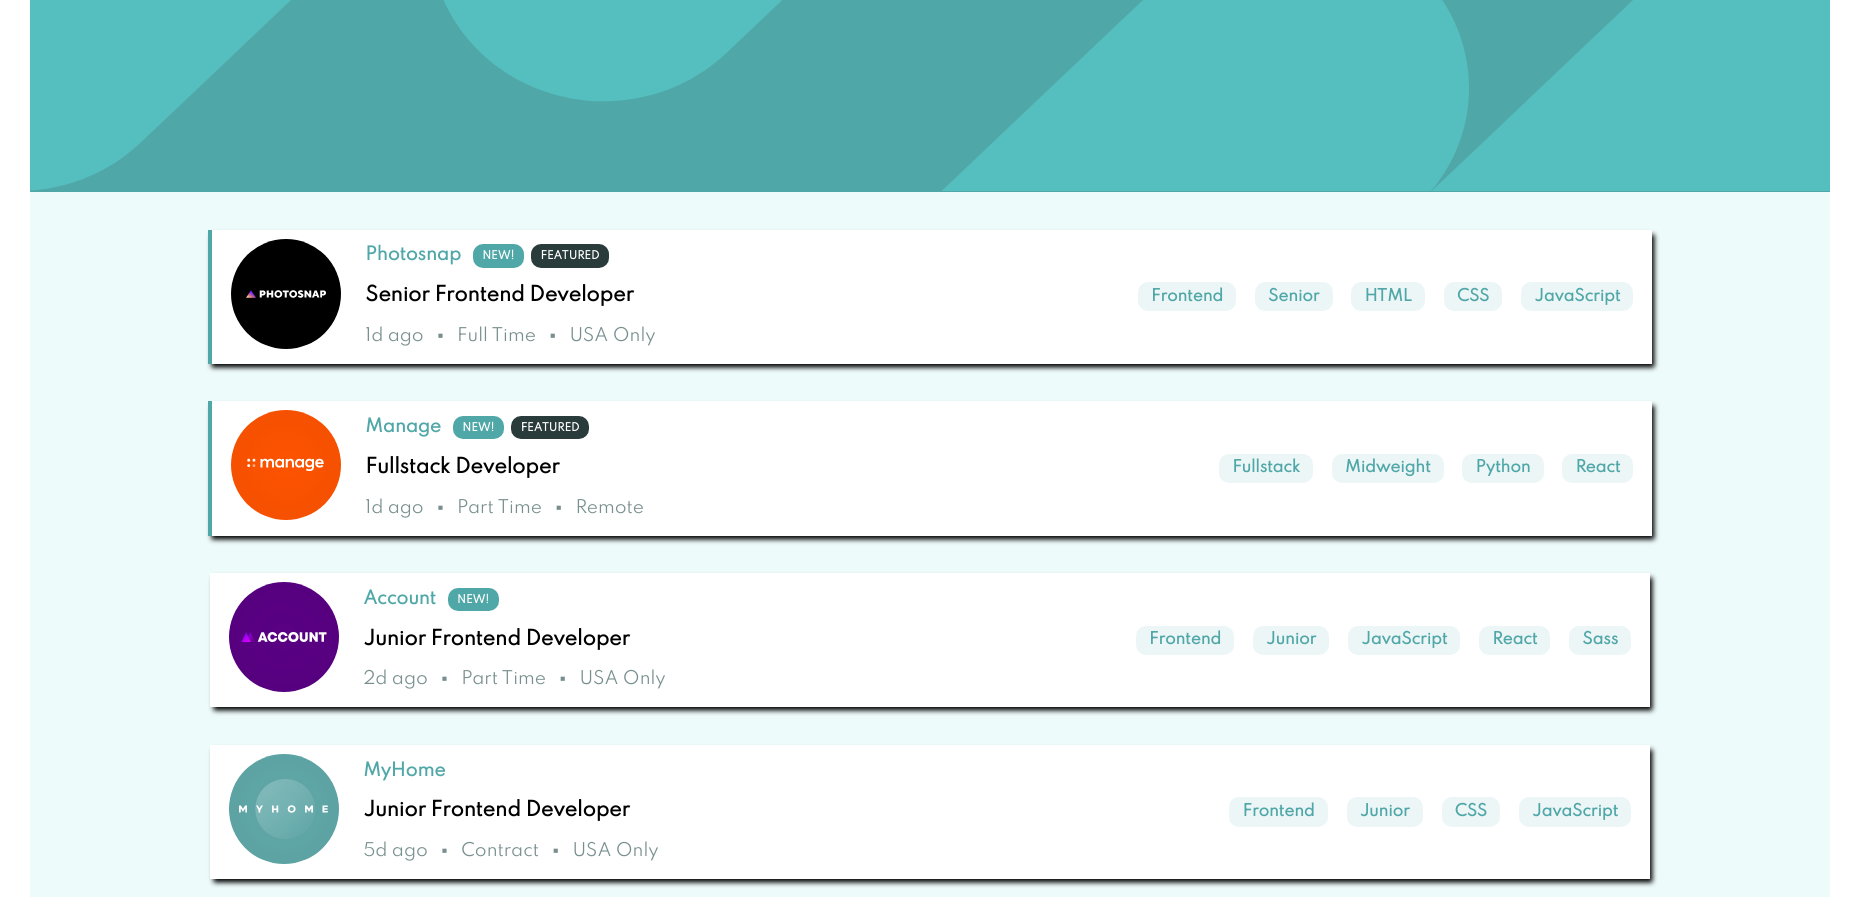 PHOTOSNAP
Photosnap NEW! FEATURED
Senior Frontend Developer
1d ago • Full Time • USA Only
Frontend Senior HTML CSS JavaScript
manage
Manage NEW! FEATURED
Fullstack Developer
1d ago • Part Time • Remote
Fullstack Midweight Python React
ACCOUNT
Account NEW!
Junior Frontend Developer
2d ago • Part Time • USA Only
Frontend Junior JavaScript React Sass
MYHOME
MyHome
Junior Frontend Developer
5d ago • Contract • USA Only
Frontend Junior CSS JavaScript